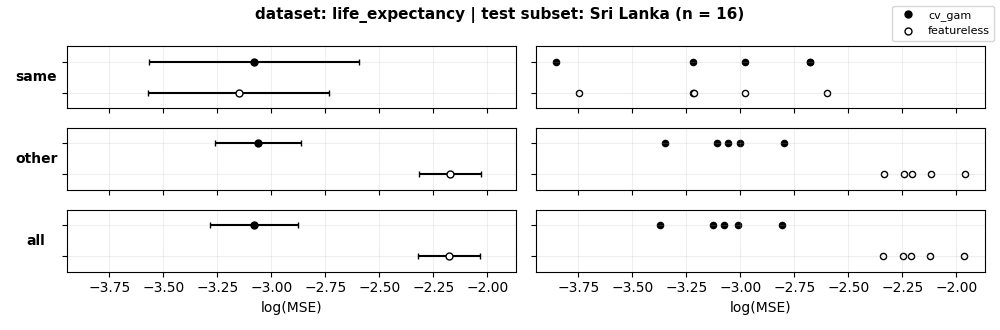 dataset: life_expectancy | test subset: Sri Lanka (n = 16)
cv_gam
featureless
same
other
all
−3.75 −3.50 −3.25 −3.00 −2.75 −2.50 −2.25 −2.00
−3.75 −3.50 −3.25 −3.00 −2.75 −2.50 −2.25 −2.00
log(MSE)
log(MSE)